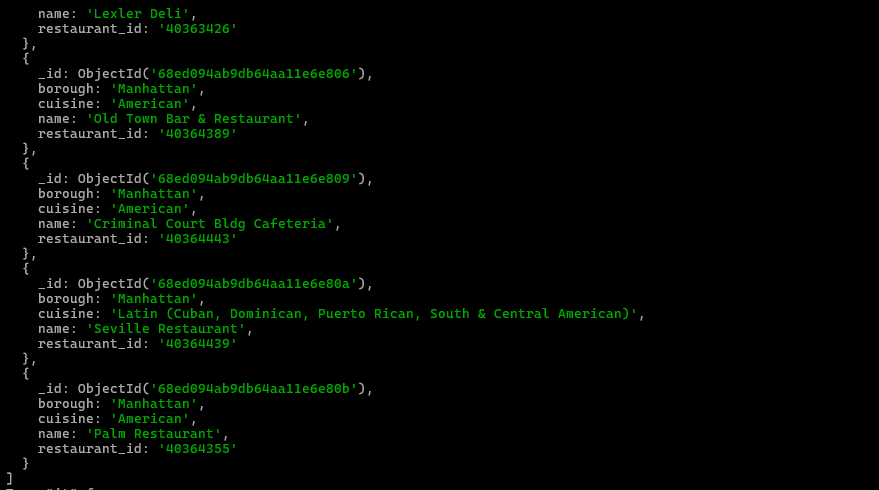 name: 'Lexler Deli',
restaurant_id: '40363426'
},
{
_id: ObjectId('68ed094ab9db64aa11e6e806'),
borough: 'Manhattan',
cuisine: 'American',
name: 'Old Town Bar & Restaurant',
restaurant_id: '40364389'
},
{
_id: ObjectId('68ed094ab9db64aa11e6e809'),
borough: 'Manhattan',
cuisine: 'American',
name: 'Criminal Court Bldg Cafeteria',
restaurant_id: '40364443'
},
{
_id: ObjectId('68ed094ab9db64aa11e6e80a'),
borough: 'Manhattan',
cuisine: 'Latin (Cuban, Dominican, Puerto Rican, South & Central American)',
name: 'Seville Restaurant',
restaurant_id: '40364439'
},
{
_id: ObjectId('68ed094ab9db64aa11e6e80b'),
borough: 'Manhattan',
cuisine: 'American',
name: 'Palm Restaurant',
restaurant_id: '40364355'
}
]